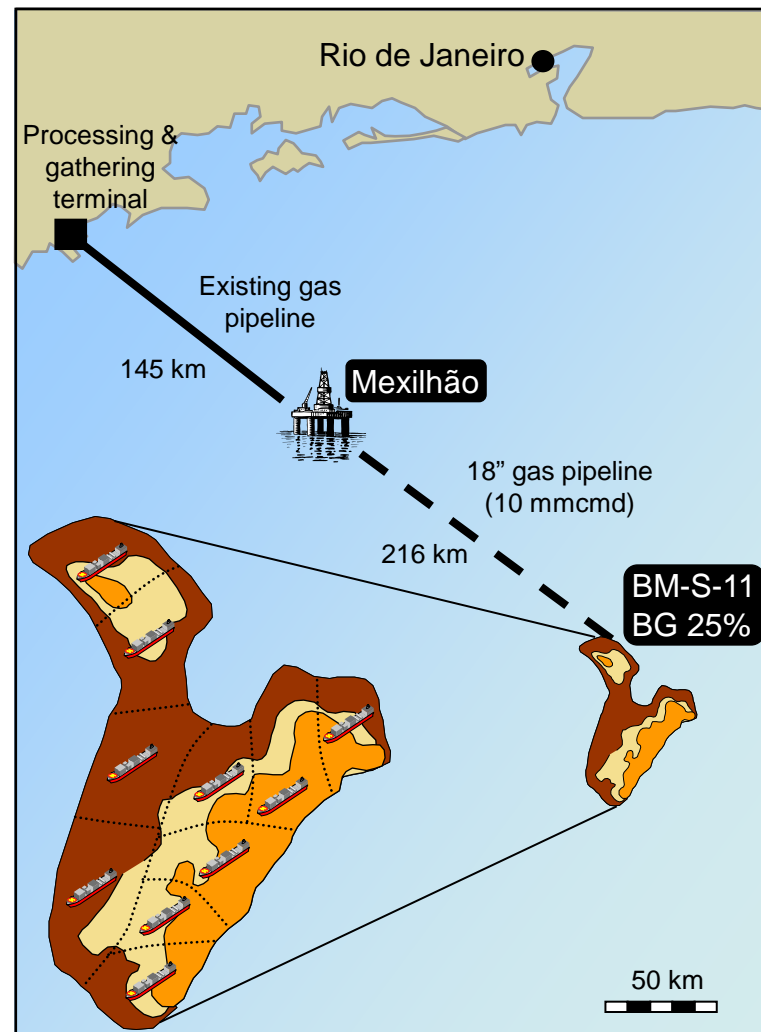 Rio de Janeiro
Processing &
gathering
terminal
Existing gas
pipeline
145 km
Mexilhão
18” gas pipeline
(10 mmcmd)
216 km
BM-S-11
BG 25%
50 km